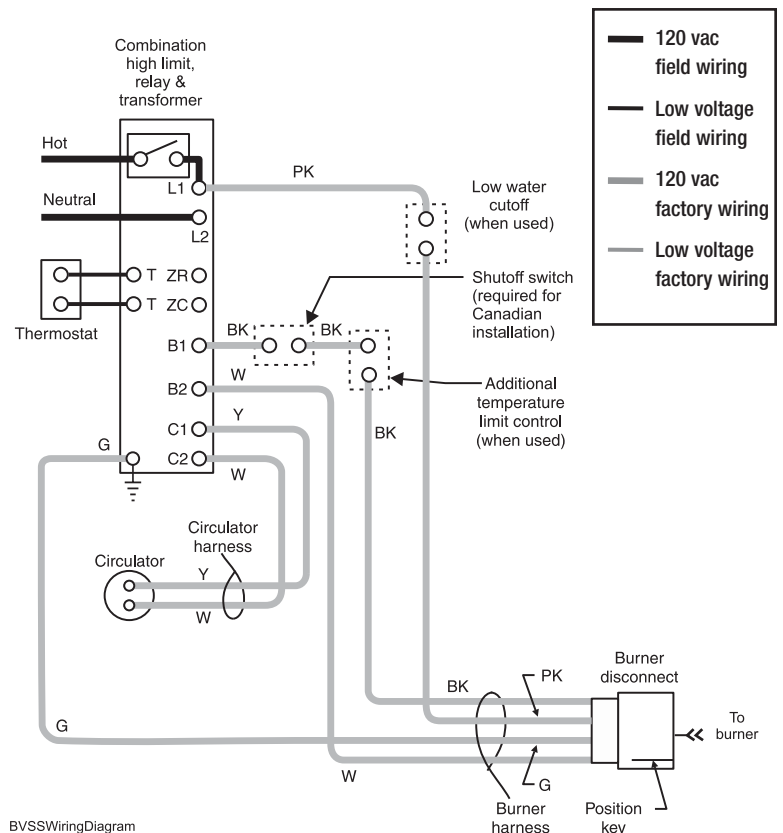 Combination
high limit,
relay &
transformer
120 vac
field wiring
Low voltage
field wiring
120 vac
factory wiring
Low voltage
factory wiring
Hot
PK
L1
Low water
cutoff
(when used)
Neutral
L2
T ZR
T ZC
Thermostat
Shutoff switch
(required for
Canadian
installation)
BK
BK
B1
W
B2
Additional
temperature
limit control
(when used)
Y
C1
BK
G
C2
W
Circulator
harness
Circulator
Y
W
Burner
disconnect
PK
BK
To
burner
G
W
G
Burner
harness
Position
key
BVSSWiringDiagram